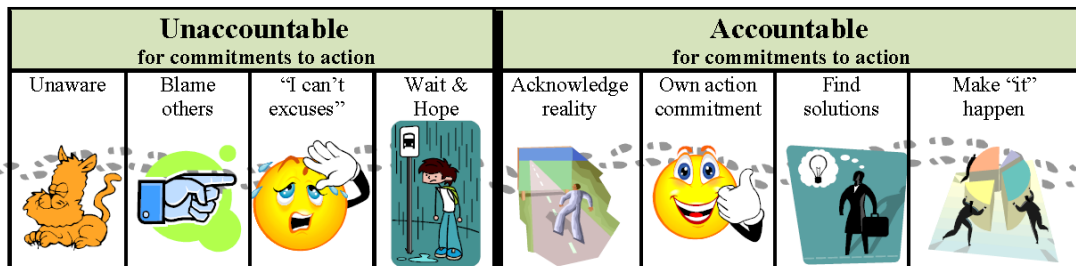 Unaccountable
for commitments to action
Accountable
for commitments to action
Unaware
Blame
others
“I can’t
excuses”
Wait &
Hope
Acknowledge
reality
Own action
commitment
Find
solutions
Make “it”
happen